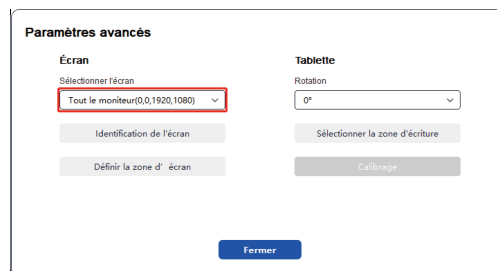 Paramètres avancés
Écran
Tablette
Sélectionner l'écran
Rotation
Tout le moniteur(0,0,1920,1080)
0°
Identification de l'écran
Sélectionner la zone d'écriture
Définir la zone d' écran
Calibrage
Fermer